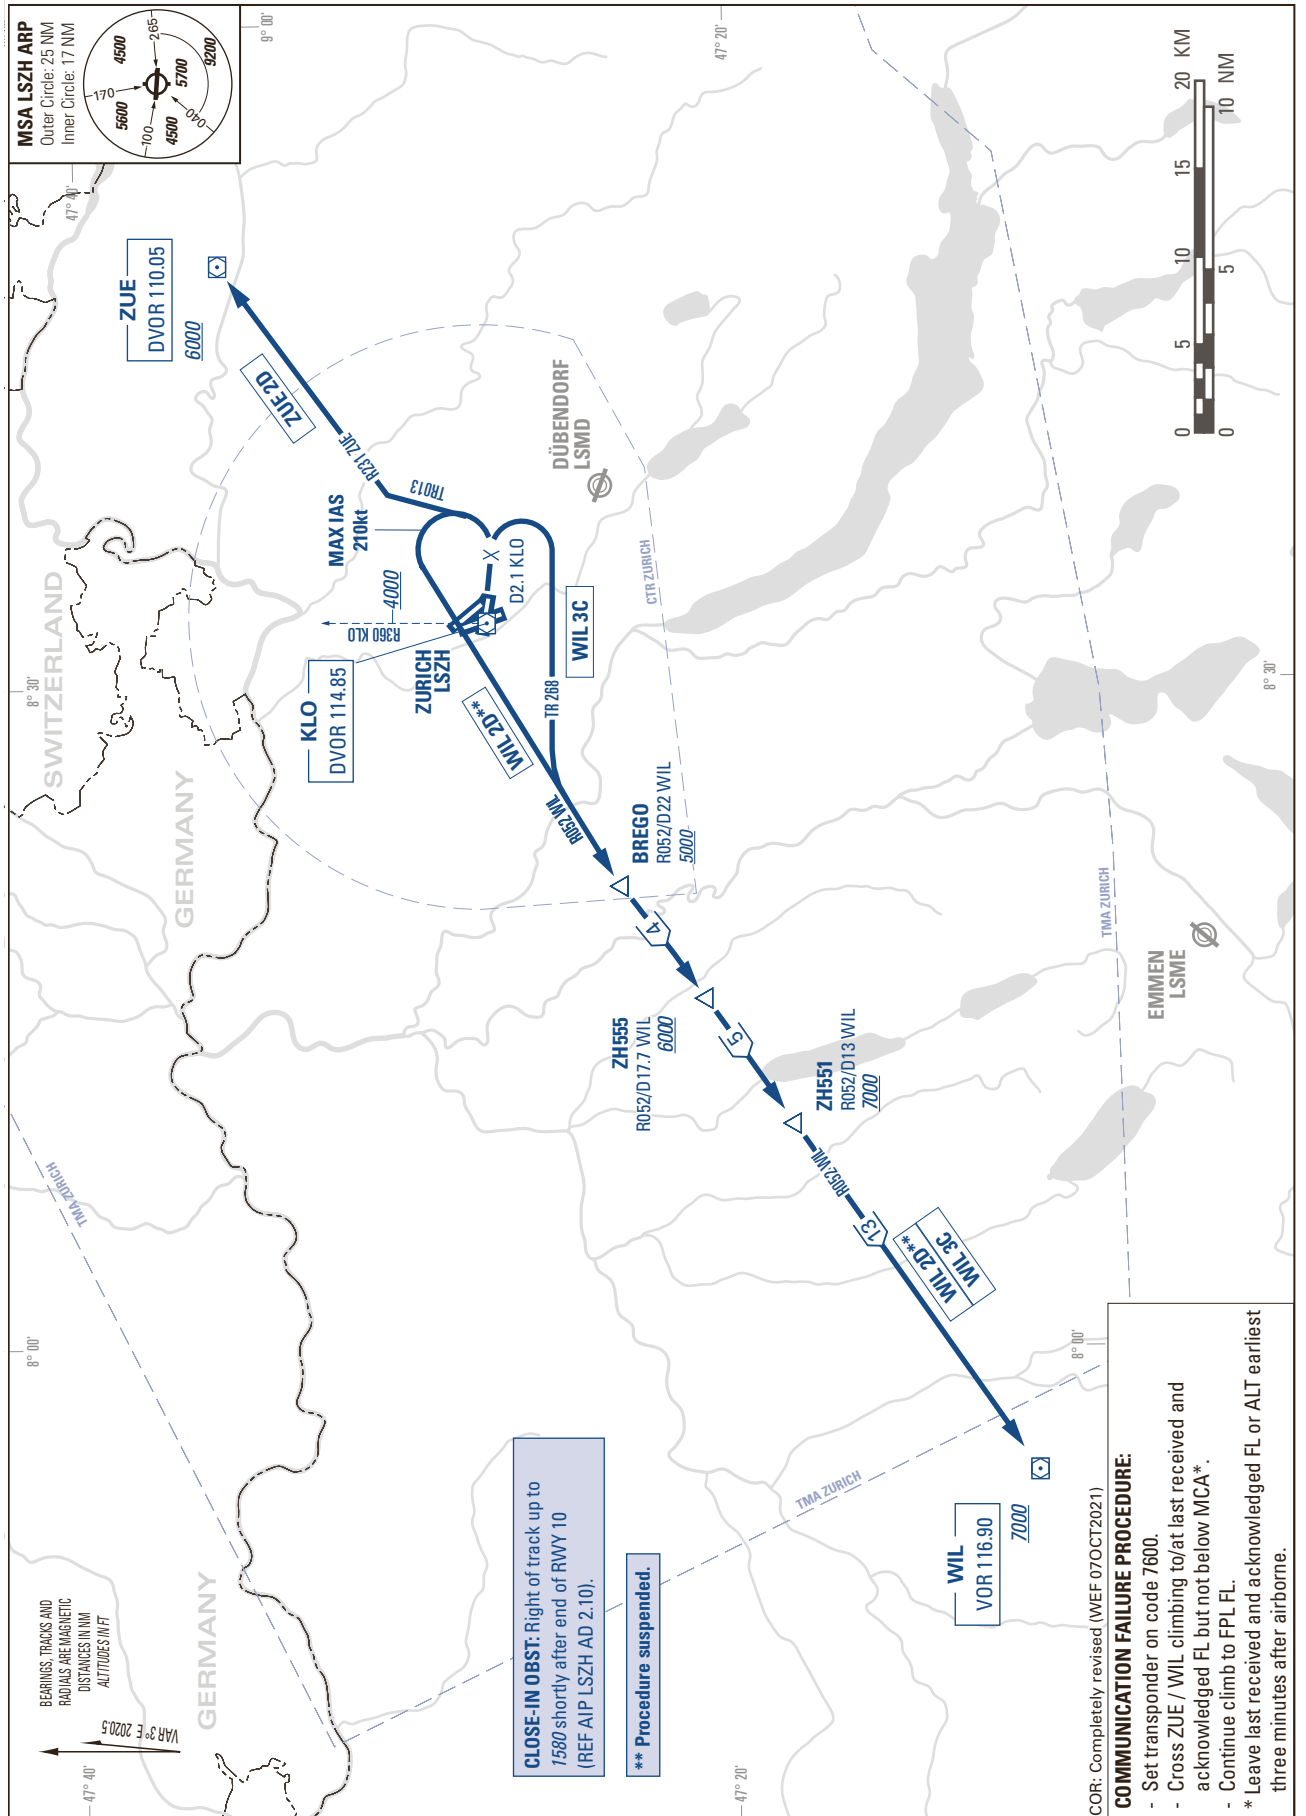 MSA LSZH ARP
Outer Circle: 25 NM
Inner Circle: 17 NM
170
4500
265
5600
5700
9200
100
4500
040
9° 00'
47° 40'
47° 20'
ZUE
DVOR 110.05
6000
ZUE 2D
R231 ZUE
TR013
MAX IAS
210kt
4000
R360 KLO
KLO
DVOR 114.85
ZURICH
LSZH
X
D2.1 KLO
DÜBENDORF
LSMD
CTR ZURICH
SWITZERLAND
8° 30'
GERMANY
WIL 3C
TR 268
WIL 2D**
R052 WIL
BREGO
R052/D22 WIL
5000
4
ZH555
R052/D17.7 WIL
6000
5
ZH551
R052/D13 WIL
7000
R052 WIL
13
WIL 2D**
WIL 3C
8° 30'
TMA ZURICH
EMMEN
LSME
0 5 10 15 20 KM
0 5 10 NM
TMA ZURICH
8° 00'
8° 00'
TMA ZURICH
WIL
VOR 116.90
7000
BEARINGS, TRACKS AND
RADIALS ARE MAGNETIC
DISTANCES IN NM
ALTITUDES IN FT
VAR 3° E 2020.5
GERMANY
47° 40'
47° 20'
CLOSE-IN OBST: Right of track up to
1580 shortly after end of RWY 10
(REF AIP LSZH AD 2.10).
** Procedure suspended.
COR: Completely revised (WEF 07OCT2021)
COMMUNICATION FAILURE PROCEDURE:
- Set transponder on code 7600.
- Cross ZUE / WIL climbing to/at last received and
acknowledged FL but not below MCA*.
- Continue climb to FPL FL.
* Leave last received and acknowledged FL or ALT earliest
three minutes after airborne.